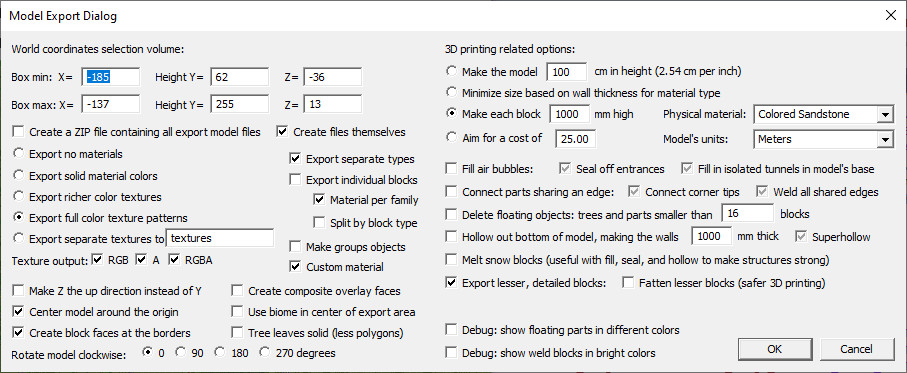 Model Export Dialog
World coordinates selection volume:
Box min: X= -185 Height Y= 62 Z= -36
Box max: X= -137 Height Y= 255 Z= 13
Create a ZIP file containing all export model files Create files themselves
Export no materials
Export solid material colors
Export richer color textures
Export full color texture patterns
Export separate textures to textures
Texture output: RGB A RGBA
Export separate types
Export individual blocks
Material per family
Split by block type
Make groups objects
Custom material
Make Z the up direction instead of Y
Center model around the origin
Create block faces at the borders
Create composite overlay faces
Use biome in center of export area
Tree leaves solid (less polygons)
Rotate model clockwise: 0 90 180 270 degrees
3D printing related options:
Make the model 100 cm in height (2.54 cm per inch)
Minimize size based on wall thickness for material type
Make each block 1000 mm high Physical material: Colored Sandstone
Aim for a cost of 25.00 Model's units: Meters
Fill air bubbles: Seal off entrances Fill in isolated tunnels in model's base
Connect parts sharing an edge: Connect corner tips Weld all shared edges
Delete floating objects: trees and parts smaller than 16 blocks
Hollow out bottom of model, making the walls 1000 mm thick Superhollow
Melt snow blocks (useful with fill, seal, and hollow to make structures strong)
Export lesser, detailed blocks: Fatten lesser blocks (safer 3D printing)
Debug: show floating parts in different colors
Debug: show weld blocks in bright colors
OK Cancel